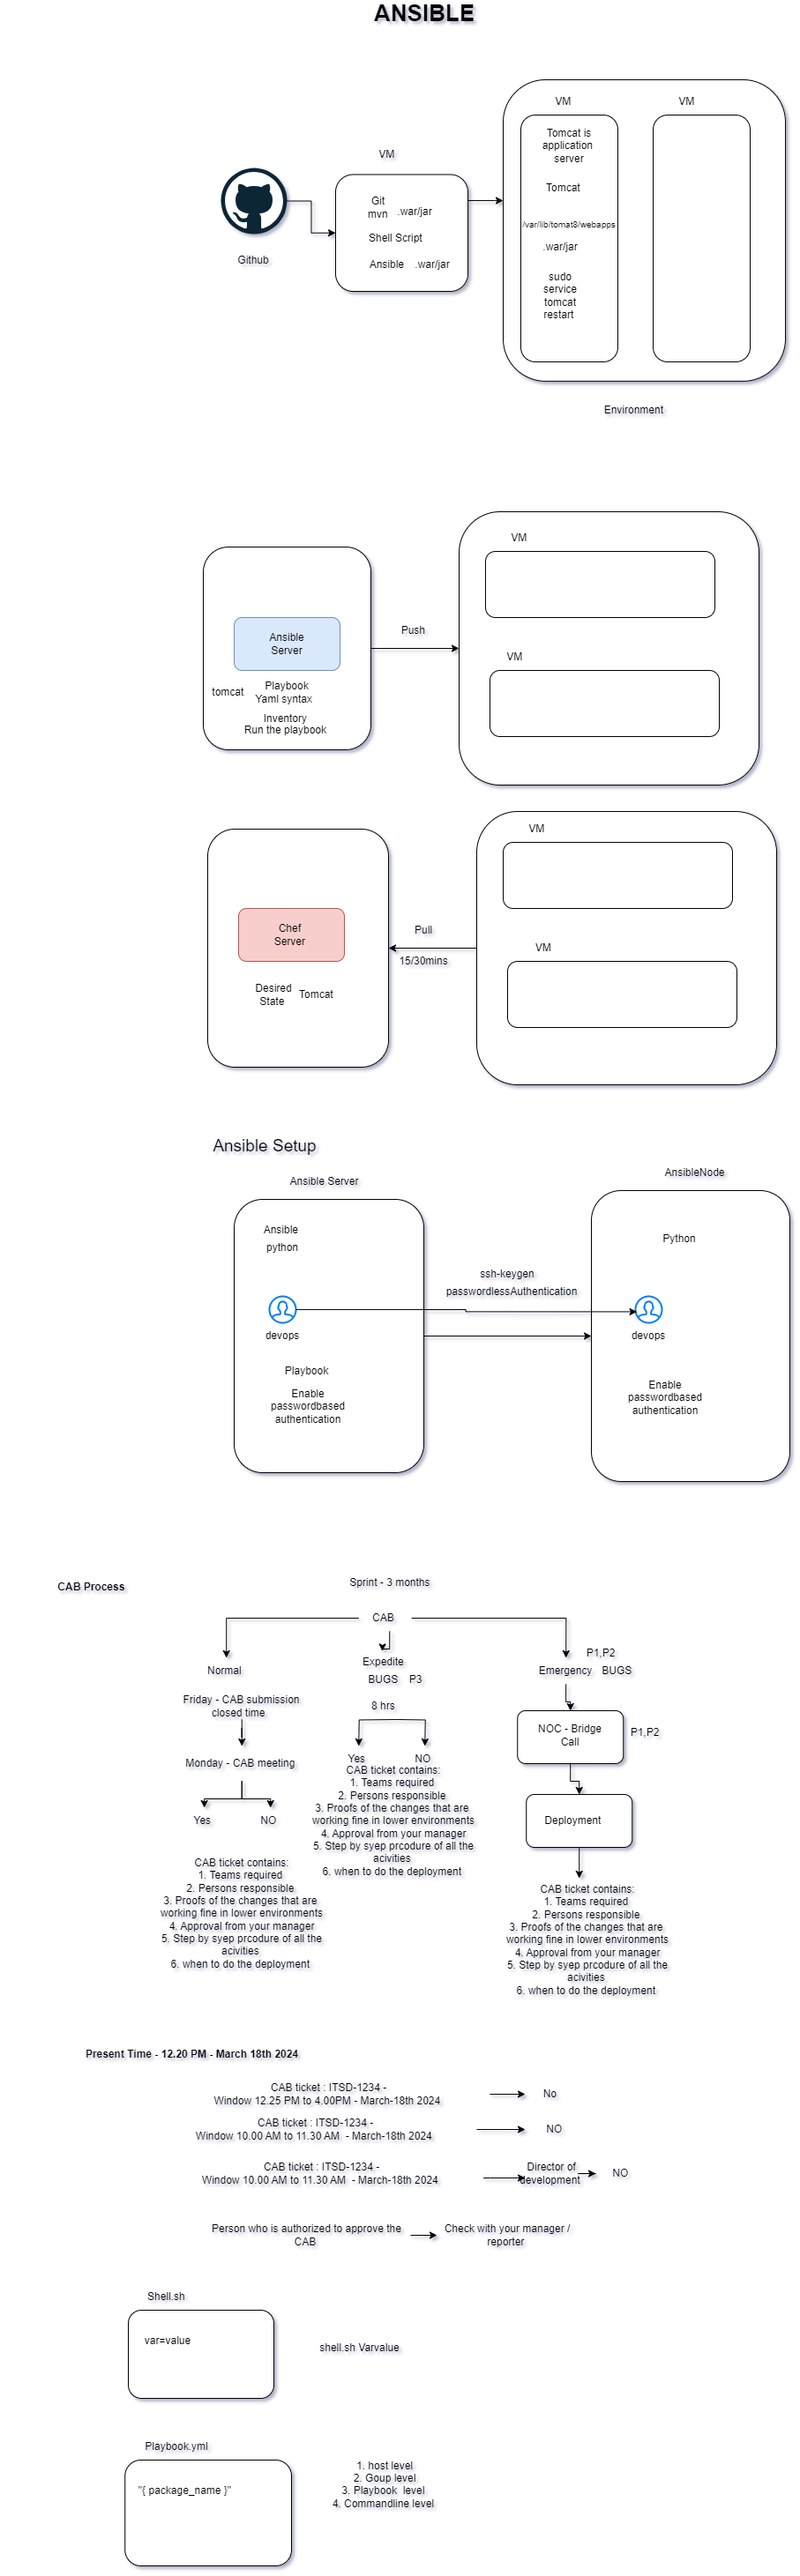 ANSIBLE
VM
VM
Tomcat is
application
server
Tomcat
/var/lib/tomat8/webapps
.war/jar
sudo
service
tomcat
restart
VM
Git
mvn
.war/jar
Shell Script
Ansible
.war/jar
Github
Environment
VM
Push
VM
Ansible
Server
tomcat
Playbook
Yaml syntax
Inventory
Run the playbook
VM
Chef
Server
Pull
15/30mins
VM
Desired
State
Tomcat
Ansible Setup
Ansible Server
AnsibleNode
Ansible
python
Python
ssh-keygen
passwordlessAuthentication
devops
devops
Playbook
Enable
passwordbased
authentication
Enable
passwordbased
authentication
CAB Process
Sprint - 3 months
CAB
Normal
Friday - CAB submission
closed time
Monday - CAB meeting
Yes
NO
CAB ticket contains:
1. Teams required
2. Persons responsible
3. Proofs of the changes that are
working fine in lower environments
4. Approval from your manager
5. Step by syep prcodure of all the
acivities
6. when to do the deployment
Expedite
BUGS
P3
8 hrs
Yes
NO
CAB ticket contains:
1. Teams required
2. Persons responsible
3. Proofs of the changes that are
working fine in lower environments
4. Approval from your manager
5. Step by syep prcodure of all the
acivities
6. when to do the deployment
P1,P2
Emergency
BUGS
NOC - Bridge
Call
P1,P2
Deployment
CAB ticket contains:
1. Teams required
2. Persons responsible
3. Proofs of the changes that are
working fine in lower environments
4. Approval from your manager
5. Step by syep prcodure of all the
acivities
6. when to do the deployment
Present Time - 12.20 PM - March 18th 2024
CAB ticket : ITSD-1234 -
Window 12.25 PM to 4.00PM - March-18th 2024
No
CAB ticket : ITSD-1234 -
Window 10.00 AM to 11.30 AM - March-18th 2024
NO
CAB ticket : ITSD-1234 -
Window 10.00 AM to 11.30 AM - March-18th 2024
Director of
development
NO
Person who is authorized to approve the
CAB
Check with your manager /
reporter
Shell.sh
var=value
shell.sh Varvalue
Playbook.yml
"{ package_name }"
1. host level
2. Goup level
3. Playbook level
4. Commandline level